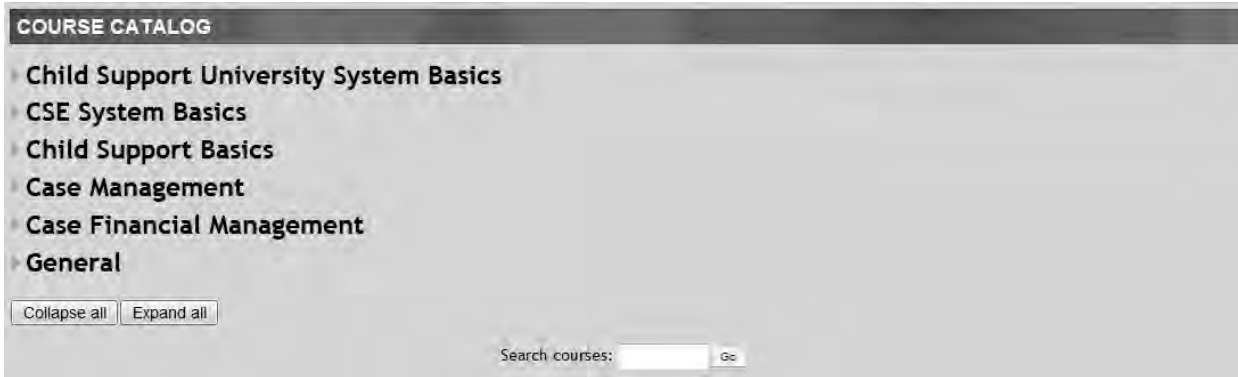 COURSE CATALOG
Child Support University System Basics
CSE System Basics
Child Support Basics
Case Management
Case Financial Management
General
Collapse all Expand all
Search courses: Go